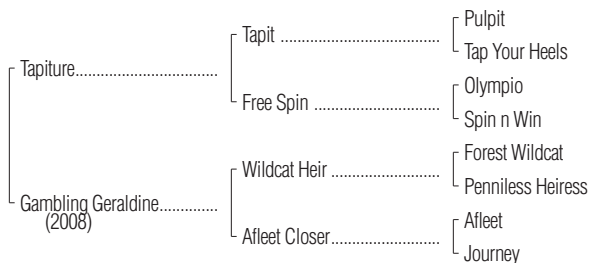 Pulpit
Tapit ........................................
Tap Your Heels
Tapiture...................................
Olympio
Free Spin ................................
Spin n Win
Forest Wildcat
Wildcat Heir ............................
Penniless Heiress
Gambling Geraldine..............
(2008)
Afleet
Afleet Closer............................
Journey